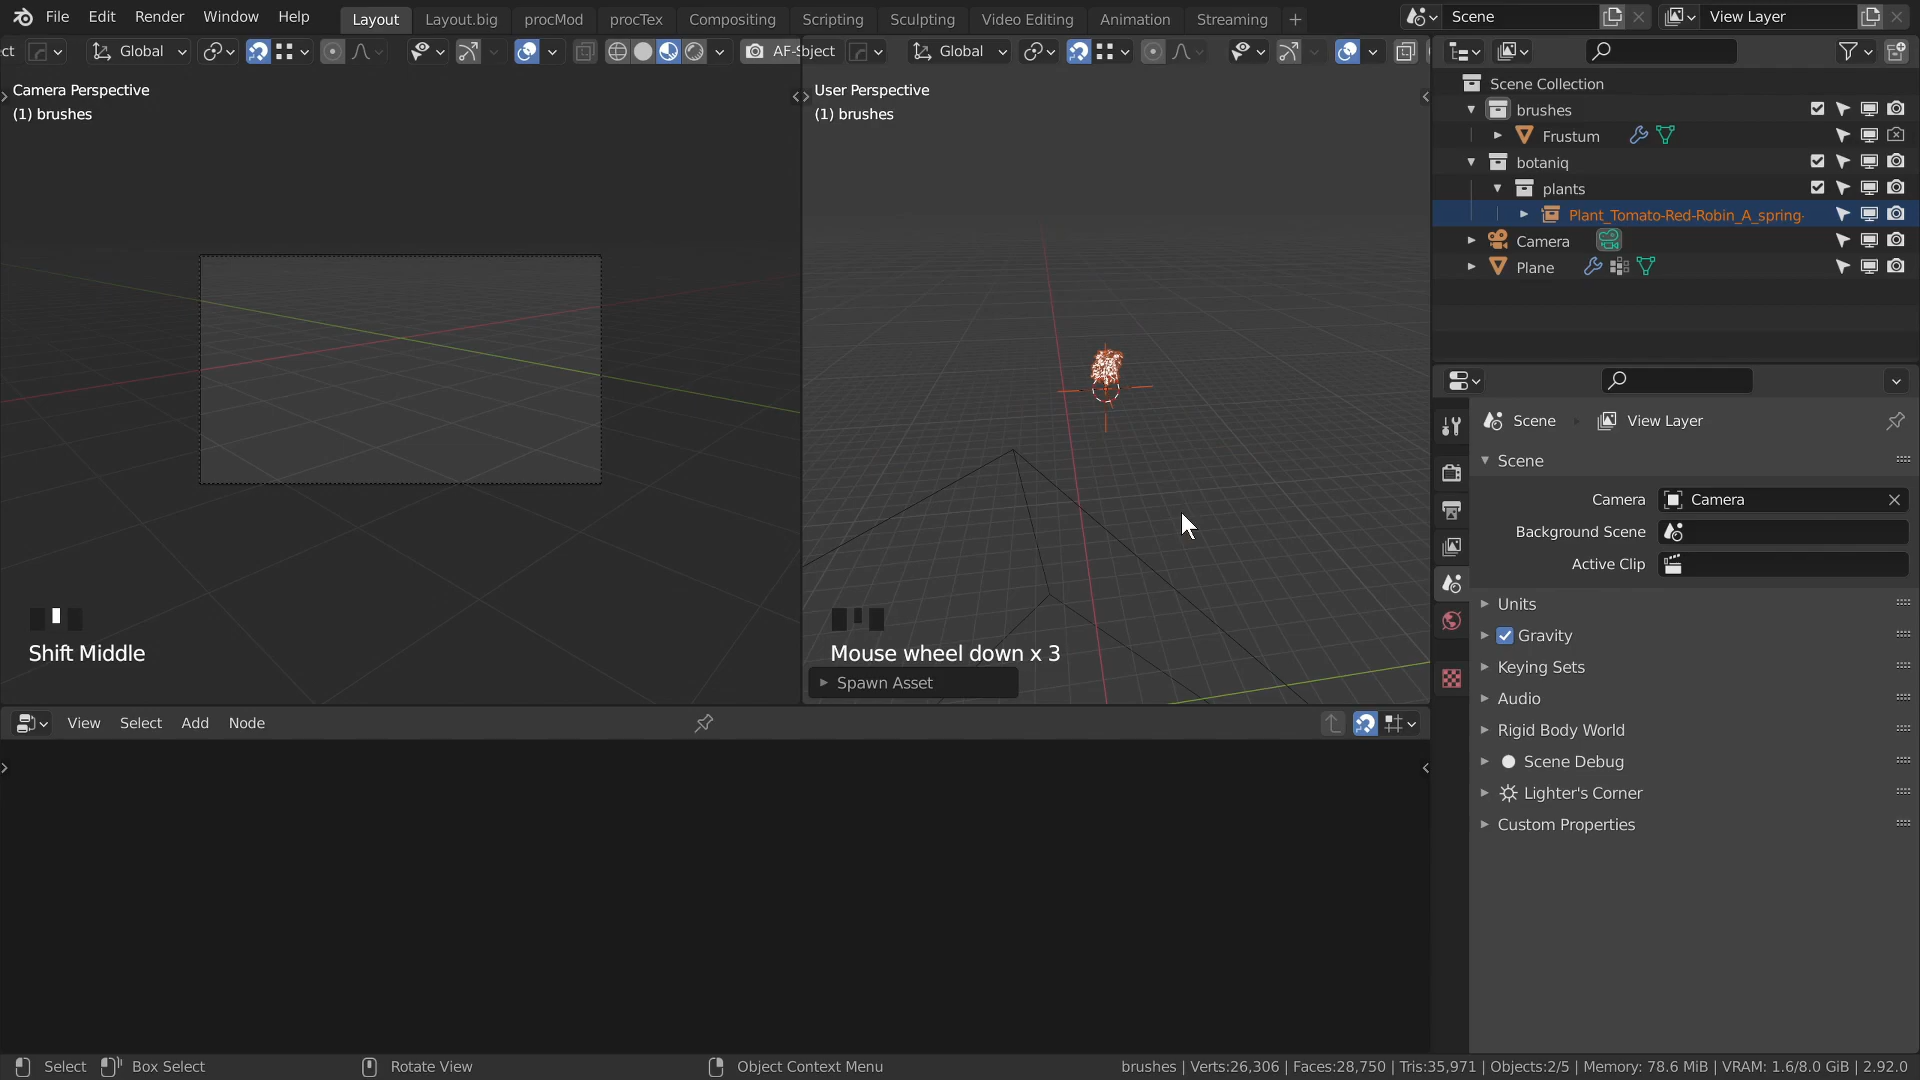 File Edit Render Window Help Layout Layout.big procMod procTex Compositing Scripting Sculpting Video Editing Animation Streaming + Scene View Layer
ct Global AF- bject Global
Camera Perspective
(1) brushes
User Perspective
(1) brushes
Scene Collection
brushes
Frustum
botaniq
plants
Plant_Tomato-Red-Robin_A_spring-
Camera
Plane
Scene View Layer
Scene
Camera Camera
Background Scene
Active Clip
Units
Gravity
Keying Sets
Audio
Rigid Body World
Scene Debug
Lighter's Corner
Custom Properties
Shift Middle
Mouse wheel down x 3
Spawn Asset
View Select Add Node
Select Box Select Rotate View Object Context Menu brushes | Verts:26,306 | Faces:28,750 | Tris:35,971 | Objects:2/5 | Memory: 78.6 MiB | VRAM: 1.6/8.0 GiB | 2.92.0